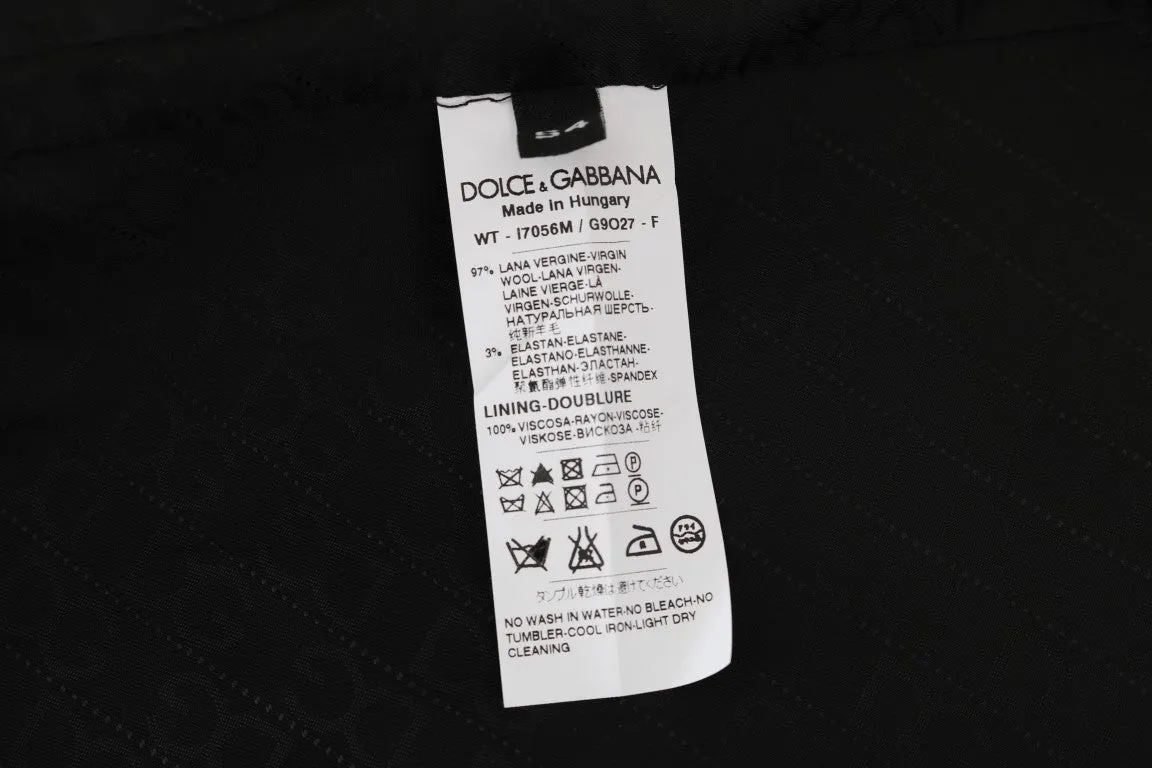 54
DOLCE & GABBANA
Made in Hungary
WT - I7056M / G9O27 - F
97% LANA VERGINE-VIRGIN
WOOL-LANA VIRGEN-
LAINE VIERGE-LÀ
VIRGEN-SCHURWOLLE-
НАТУРАЛЬНАЯ ШЕРСТЬ-
纯新羊毛
3% ELASTAN-ELASTANE-
ELASTANO-ELASTHANNE-
ELASTHAN-ЭЛАСТАН-
聚氨酯弹性纤维-SPANDEX
LINING-DOUBLURE
100% VISCOSA-RAYON-VISCOSE-
VISKOSE-ВИСКОЗА-粘纤
P
P
ドライ
タンブル乾燥は避けてください
NO WASH IN WATER-NO BLEACH-NO
TUMBLER-COOL IRON-LIGHT DRY
CLEANING